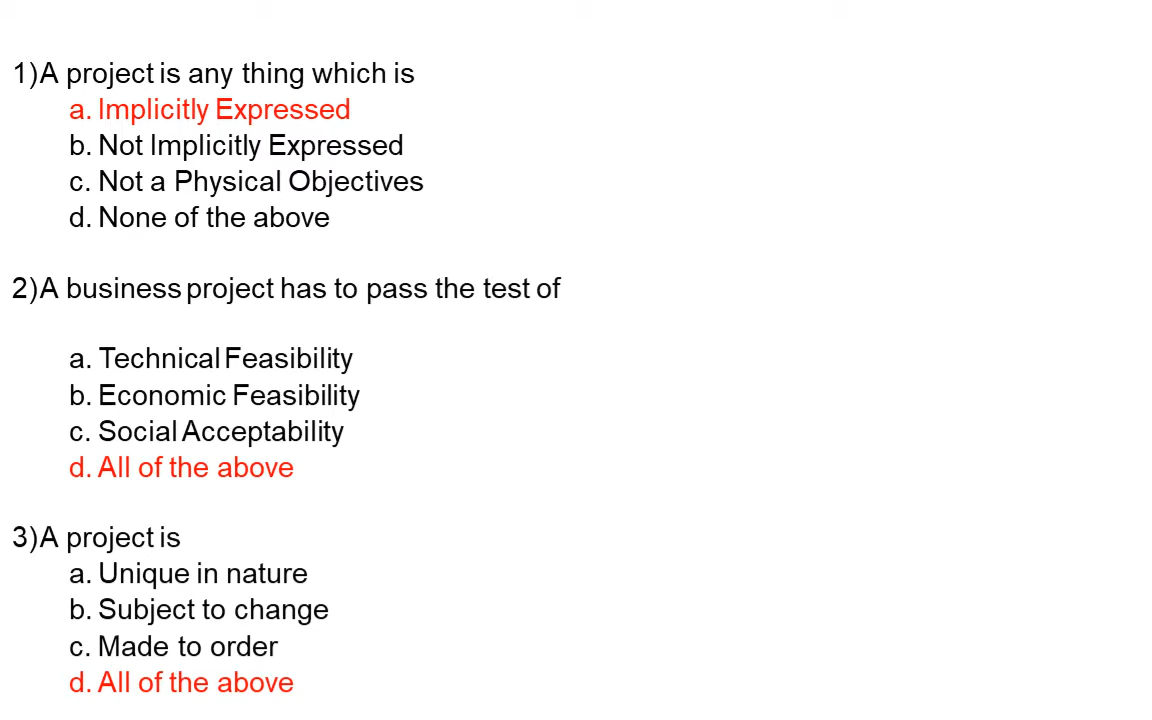 1)A project is any thing which is
a. Implicitly Expressed
b. Not Implicitly Expressed
c. Not a Physical Objectives
d. None of the above
2)A business project has to pass the test of
a. Technical Feasibility
b. Economic Feasibility
c. Social Acceptability
d. All of the above
3)A project is
a. Unique in nature
b. Subject to change
c. Made to order
d. All of the above